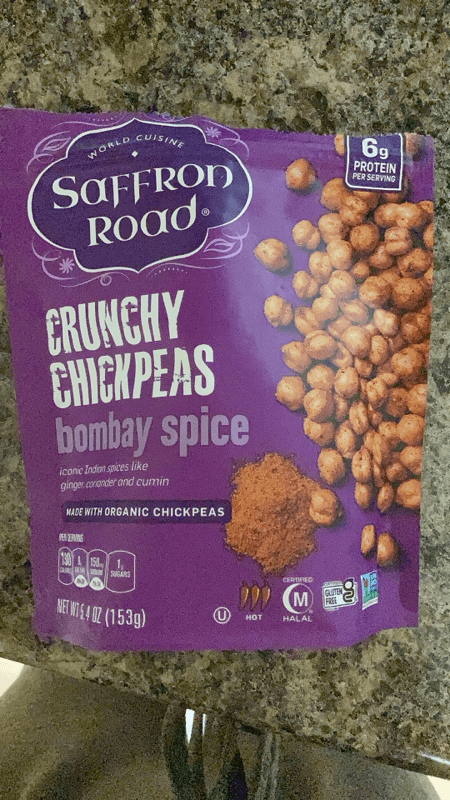 WORLD CUISINE
SAFFRON
ROAD®
6g
PROTEIN
PER SERVING
CRUNCHY
CHICKPEAS
bombay spice
iconic Indian spices like
ginger, coriander and cumin
MADE WITH ORGANIC CHICKPEAS
PER SERVING
130
CALORIES
150mg
SODIUM
1g
SUGARS
NET WT 5.4 OZ (153g)
U
HOT
CERTIFIED
M
HALAL
GLUTEN
FREE